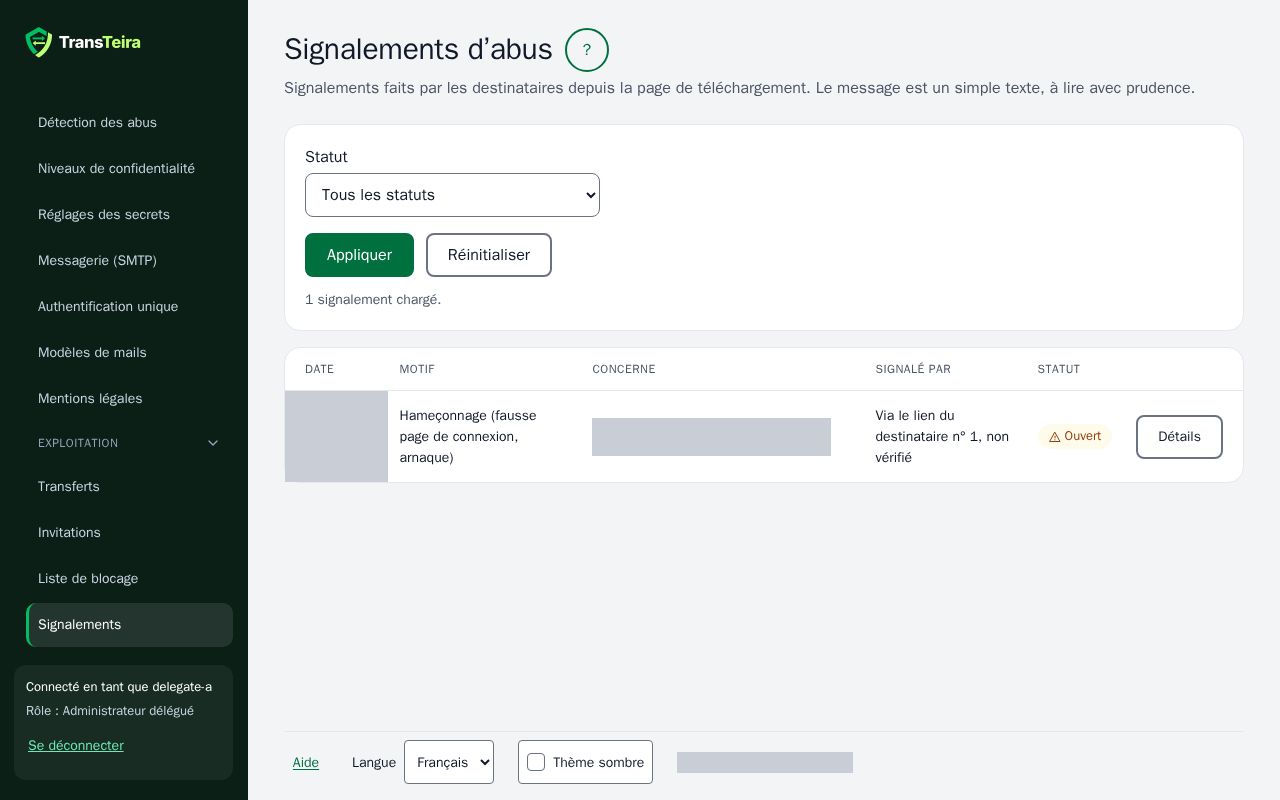 TransTeira
Détection des abus
Niveaux de confidentialité
Réglages des secrets
Messagerie (SMTP)
Authentification unique
Modèles de mails
Mentions légales
EXPLOITATION
Transferts
Invitations
Liste de blocage
Signalements
Connecté en tant que delegate-a
Rôle : Administrateur délégué
Se déconnecter
Signalements d’abus ?
Signalements faits par les destinataires depuis la page de téléchargement. Le message est un simple texte, à lire avec prudence.
Statut
Tous les statuts
Appliquer Réinitialiser
1 signalement chargé.
DATE MOTIF CONCERNE SIGNALÉ PAR STATUT
Hameçonnage (fausse
page de connexion,
arnaque)
Via le lien du
destinataire n° 1, non
vérifié
Ouvert
Détails
Aide Langue Français Thème sombre